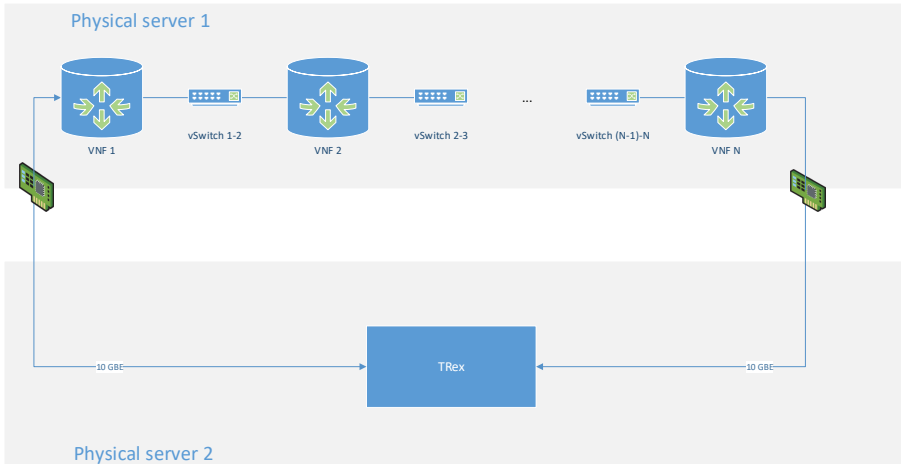 Physical server 1
...
vSwitch 1-2
vSwitch 2-3
vSwitch (N-1)-N
VNF 1
VNF 2
VNF N
10 GBE
TRex
10 GBE
Physical server 2